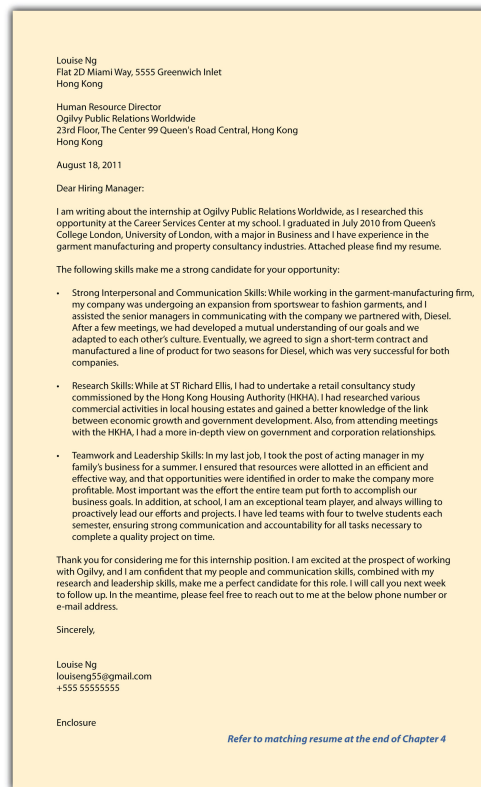 Louise Ng
Flat 2D Miami Way, 5555 Greenwich Inlet
Hong Kong
Human Resource Director
Ogilvy Public Relations Worldwide
23rd Floor, The Center 99 Queen's Road Central, Hong Kong
Hong Kong
August 18, 2011
Dear Hiring Manager:
I am writing about the internship at Ogilvy Public Relations Worldwide, as I researched this
opportunity at the Career Services Center at my school. I graduated in July 2010 from Queen's
College London, University of London, with a major in Business and I have experience in the
garment manufacturing and property consultancy industries. Attached please find my resume.
The following skills make me a strong candidate for your opportunity:
• Strong Interpersonal and Communication Skills: While working in the garment-manufacturing firm,
my company was undergoing an expansion from sportswear to fashion garments, and I
assisted the senior managers in communicating with the company we partnered with, Diesel.
After a few meetings, we had developed a mutual understanding of our goals and we
adapted to each other's culture. Eventually, we agreed to sign a short-term contract and
manufactured a line of product for two seasons for Diesel, which was very successful for both
companies.
• Research Skills: While at ST Richard Ellis, I had to undertake a retail consultancy study
commissioned by the Hong Kong Housing Authority (HKHA). I had researched various
commercial activities in local housing estates and gained a better knowledge of the link
between economic growth and government development. Also, from attending meetings
with the HKHA, I had a more in-depth view on government and corporation relationships.
• Teamwork and Leadership Skills: In my last job, I took the post of acting manager in my
family's business for a summer. I ensured that resources were allotted in an efficient and
effective way, and that opportunities were identified in order to make the company more
profitable. Most important was the effort the entire team put forth to accomplish our
business goals. In addition, at school, I am an exceptional team player, and always willing to
proactively lead our efforts and projects. I have led teams with four to twelve students each
semester, ensuring strong communication and accountability for all tasks necessary to
complete a quality project on time.
Thank you for considering me for this internship position. I am excited at the prospect of working
with Ogilvy, and I am confident that my people and communication skills, combined with my
research and leadership skills, make me a perfect candidate for this role. I will call you next week
to follow up. In the meantime, please feel free to reach out to me at the below phone number or
e-mail address.
Sincerely,
Louise Ng
louiseng55@gmail.com
+555 55555555
Enclosure
Refer to matching resume at the end of Chapter 4